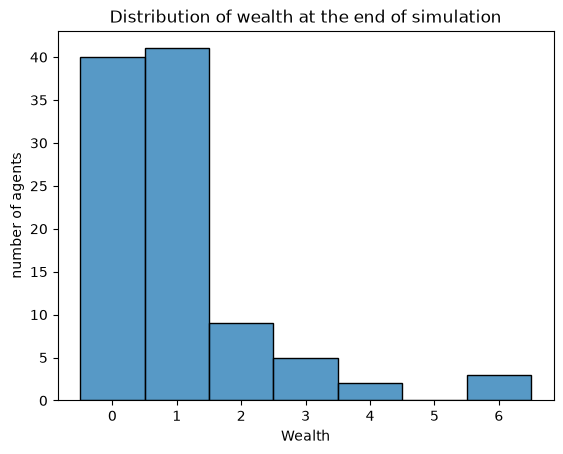 Distribution of wealth at the end of simulation
number of agents
40
35
30
25
20
15
10
5
0
0 1 2 3 4 5 6
Wealth